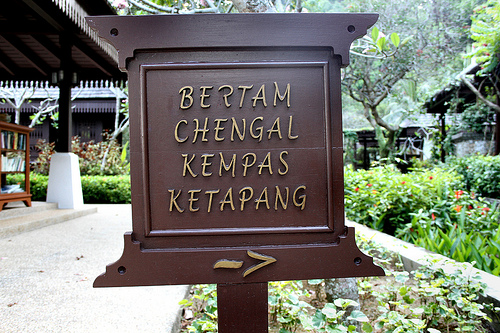 BERTAM
CHENGAL
KEMPAS
KETAPANG